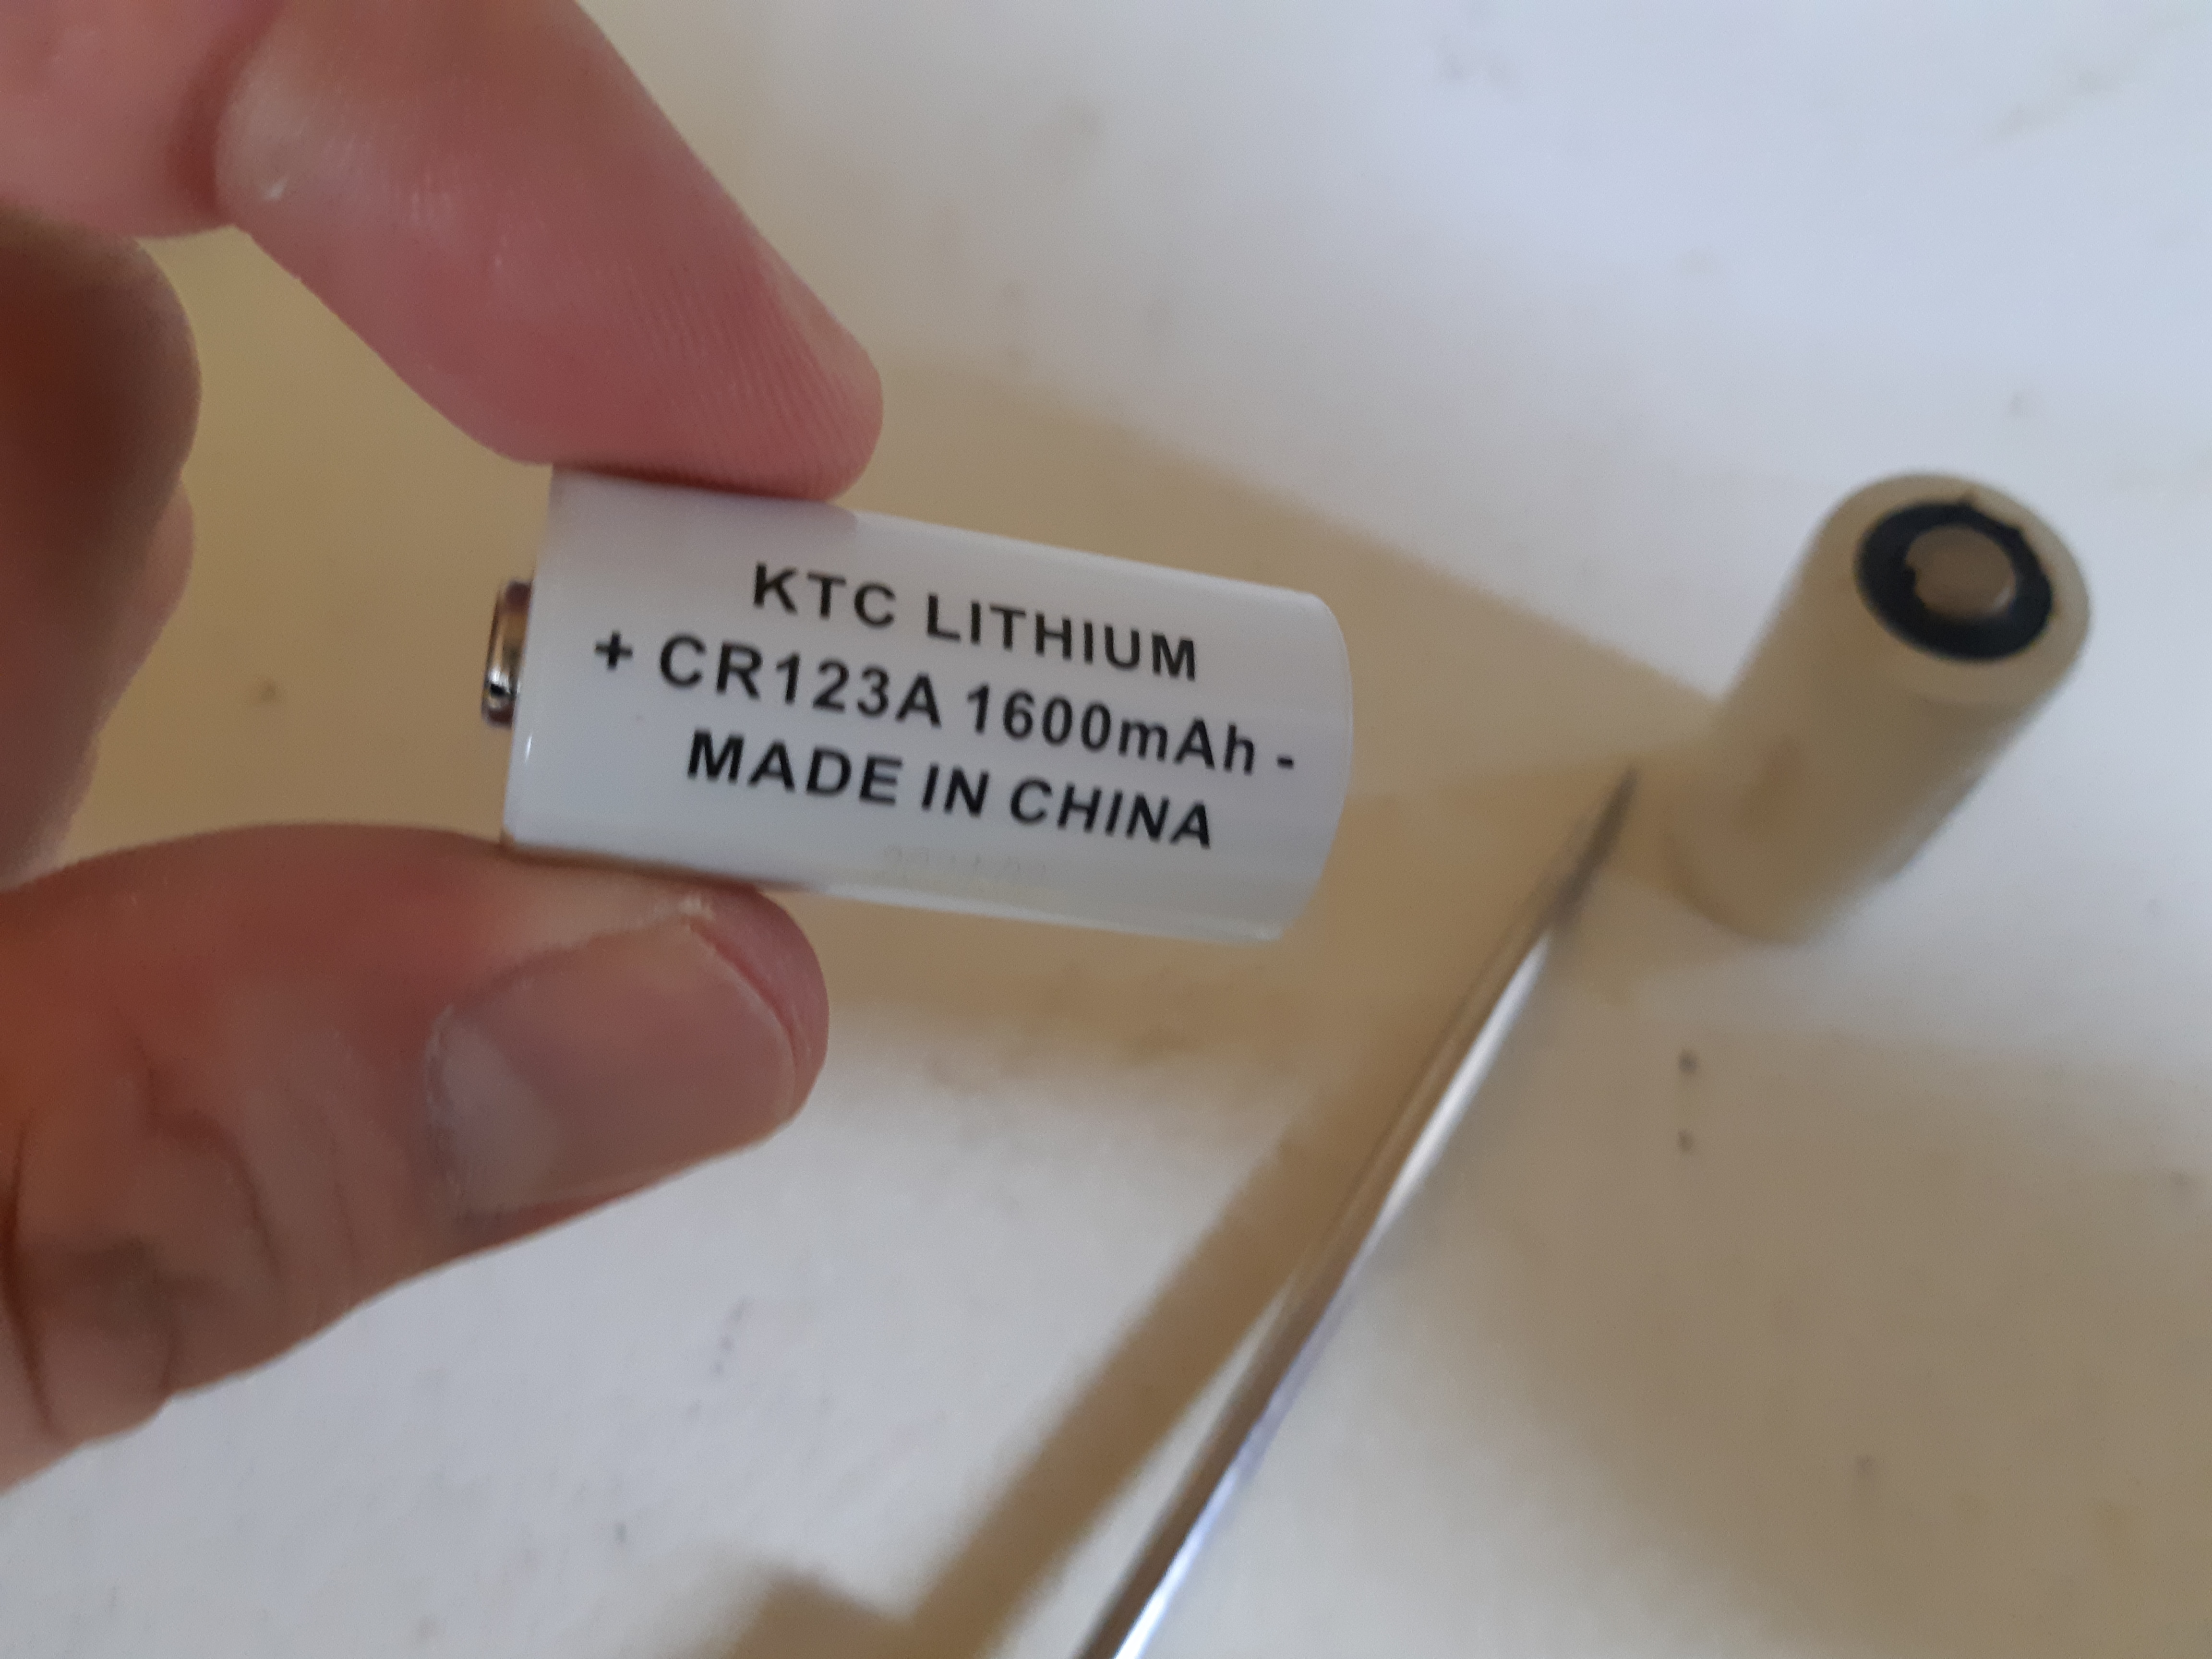 KTC LITHIUM
+ CR123A 1600mAh -
MADE IN CHINA